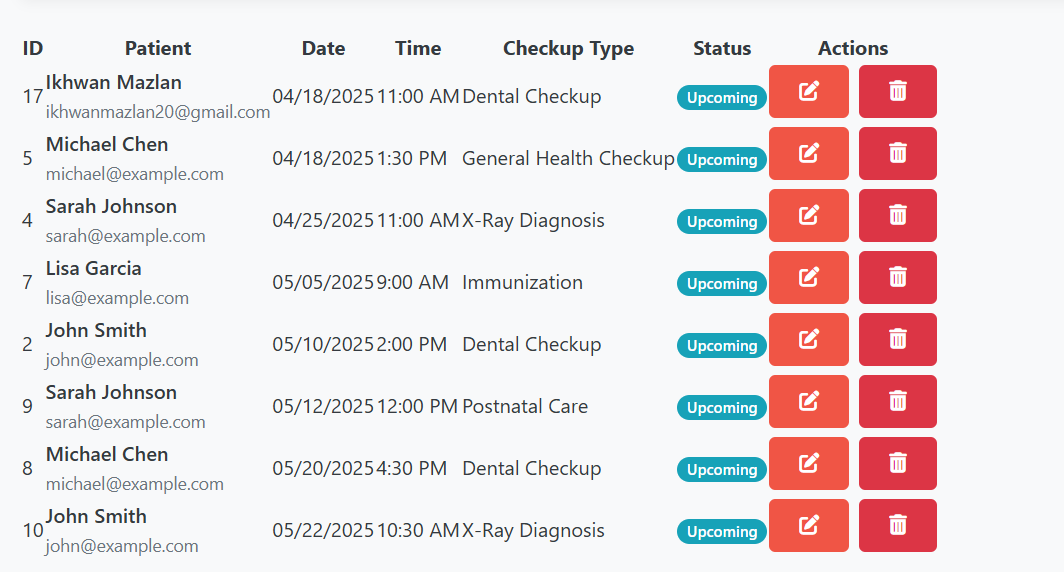 ID Patient Date Time Checkup Type Status Actions
17 Ikhwan Mazlan 04/18/2025 11:00 AM Dental Checkup Upcoming
ikhwanmazlan20@gmail.com
5 Michael Chen 04/18/2025 1:30 PM General Health Checkup Upcoming
michael@example.com
4 Sarah Johnson 04/25/2025 11:00 AM X-Ray Diagnosis Upcoming
sarah@example.com
7 Lisa Garcia 05/05/2025 9:00 AM Immunization Upcoming
lisa@example.com
2 John Smith 05/10/2025 2:00 PM Dental Checkup Upcoming
john@example.com
9 Sarah Johnson 05/12/2025 12:00 PM Postnatal Care Upcoming
sarah@example.com
8 Michael Chen 05/20/2025 4:30 PM Dental Checkup Upcoming
michael@example.com
10 John Smith 05/22/2025 10:30 AM X-Ray Diagnosis Upcoming
john@example.com